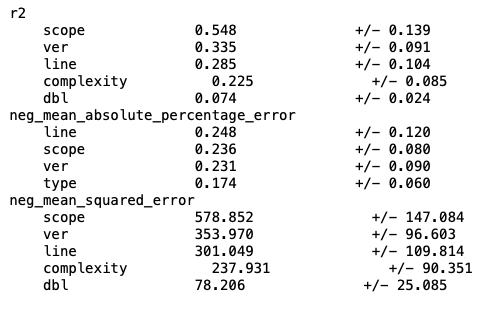 r2
scope 0.548 +/- 0.139
ver 0.335 +/- 0.091
line 0.285 +/- 0.104
complexity 0.225 +/- 0.085
dbl 0.074 +/- 0.024
neg_mean_absolute_percentage_error
line 0.248 +/- 0.120
scope 0.236 +/- 0.080
ver 0.231 +/- 0.090
type 0.174 +/- 0.060
neg_mean_squared_error
scope 578.852 +/- 147.084
ver 353.970 +/- 96.603
line 301.049 +/- 109.814
complexity 237.931 +/- 90.351
dbl 78.206 +/- 25.085